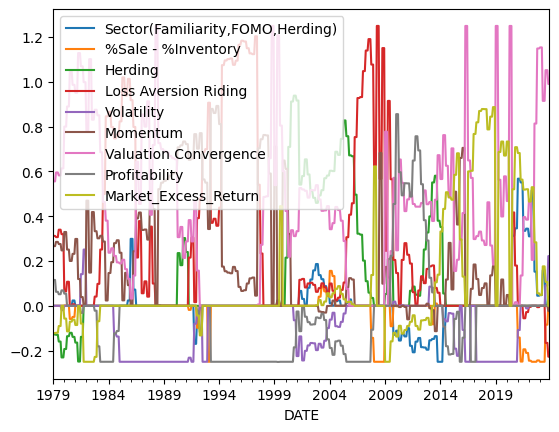 Sector(Familiarity,FOMO,Herding)
%Sale - %Inventory
Herding
Loss Aversion Riding
Volatility
Momentum
Valuation Convergence
Profitability
Market_Excess_Return
1.2
1.0
0.8
0.6
0.4
0.2
0.0
−0.2
1979 1984 1989 1994 1999 2004 2009 2014 2019
DATE